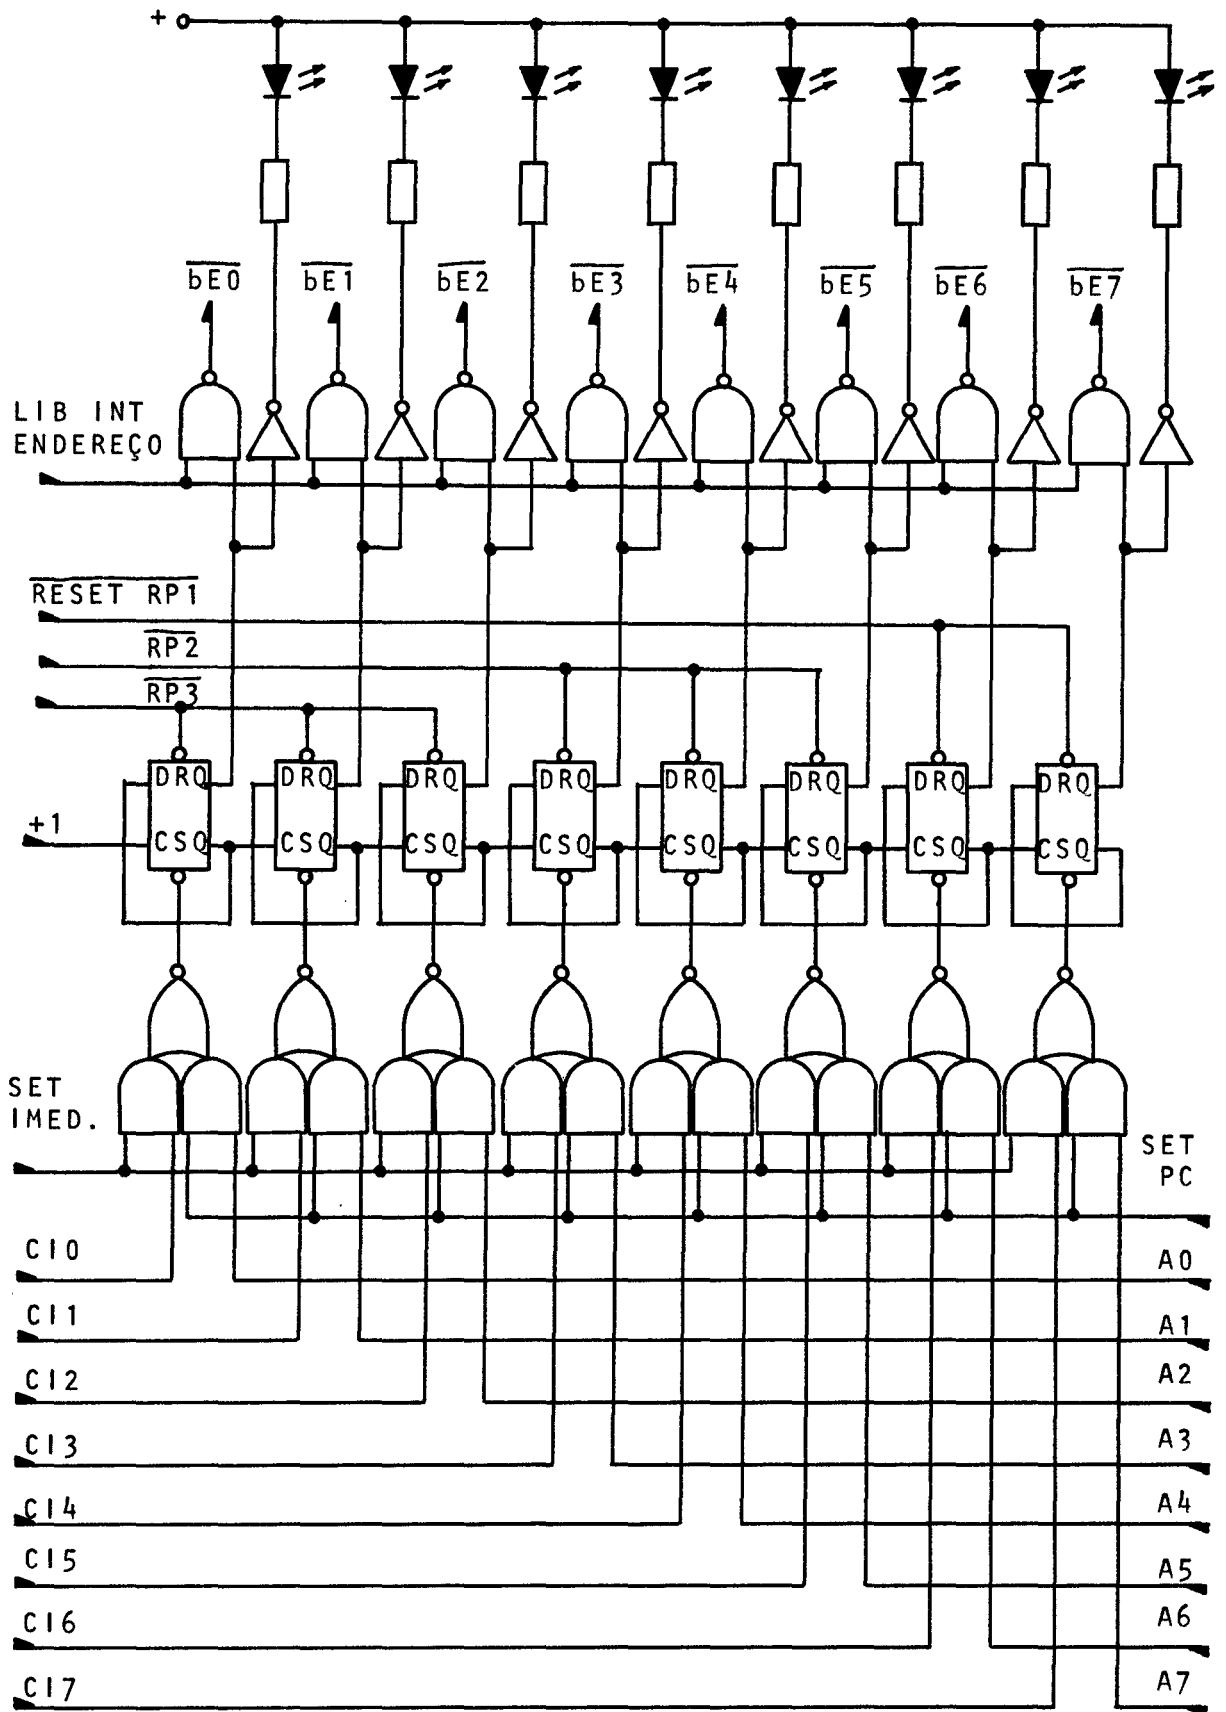 +
bE0 bE1 bE2 bE3 bE4 bE5 bE6 bE7
LIB INT
ENDEREÇO
RESET RP1
RP2
RP3
DRQ DRQ DRQ DRQ DRQ DRQ DRQ DRQ
+1
CSQ CSQ CSQ CSQ CSQ CSQ CSQ CSQ
SET
IMED.
SET
PC
CI0 A0
CI1 A1
CI2 A2
CI3 A3
CI4 A4
CI5 A5
CI6 A6
CI7 A7